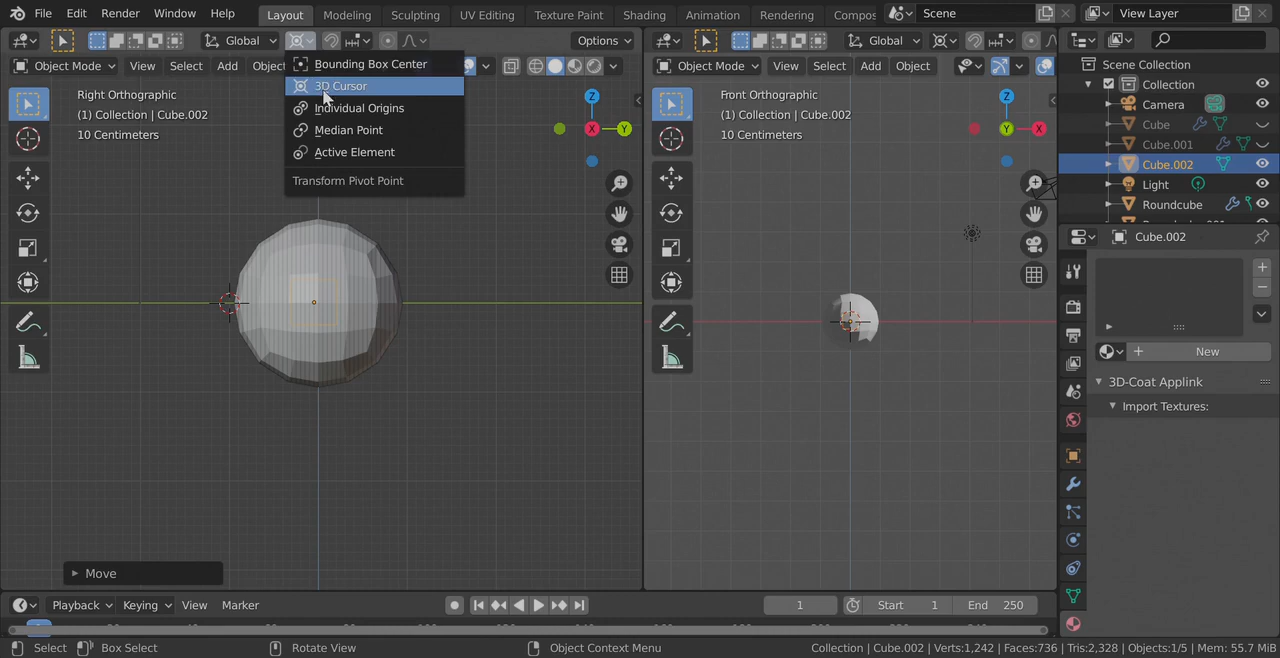 File Edit Render Window Help Layout Modeling Sculpting UV Editing Texture Paint Shading Animation Rendering Compos Scene View Layer
Global Options Global
Object Mode View Select Add Object Object Mode View Select Add Object
Bounding Box Center
3D Cursor
Individual Origins
Median Point
Active Element
Transform Pivot Point
Right Orthographic
(1) Collection | Cube.002
10 Centimeters
Z
X
Y
Move
Front Orthographic
(1) Collection | Cube.002
10 Centimeters
Z
Y
X
Scene Collection
Collection
Camera
Cube
Cube.001
Cube.002
Light
Roundcube
Cube.002
New
3D-Coat Applink
Import Textures:
Playback Keying View Marker 1 Start 1 End 250
Select Box Select Rotate View Object Context Menu Collection | Cube.002 | Verts:1,242 | Faces:736 | Tris:2,328 | Objects:1/5 | Mem: 55.7 MiB